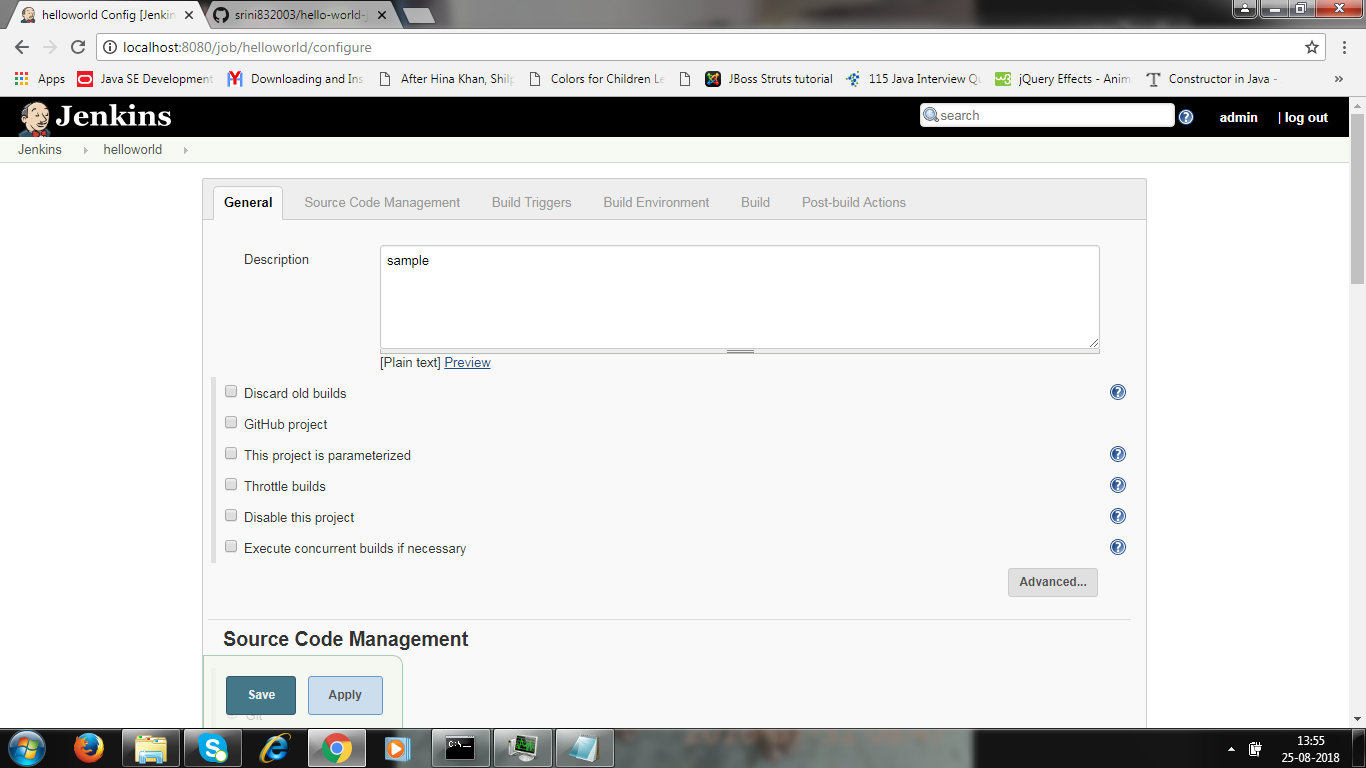 helloworld Config [Jenkin
srini832003/hello-world-j
localhost:8080/job/helloworld/configure
Apps Java SE Development Downloading and Ins After Hina Khan, Shilp Colors for Children Le JBoss Struts tutorial 115 Java Interview Qu jQuery Effects - Anim Constructor in Java - »
Jenkins search admin | log out
Jenkins helloworld
General Source Code Management Build Triggers Build Environment Build Post-build Actions
Description sample
[Plain text] Preview
Discard old builds
GitHub project
This project is parameterized
Throttle builds
Disable this project
Execute concurrent builds if necessary
Advanced...
Source Code Management
Save Apply
Git
13:55
25-08-2018